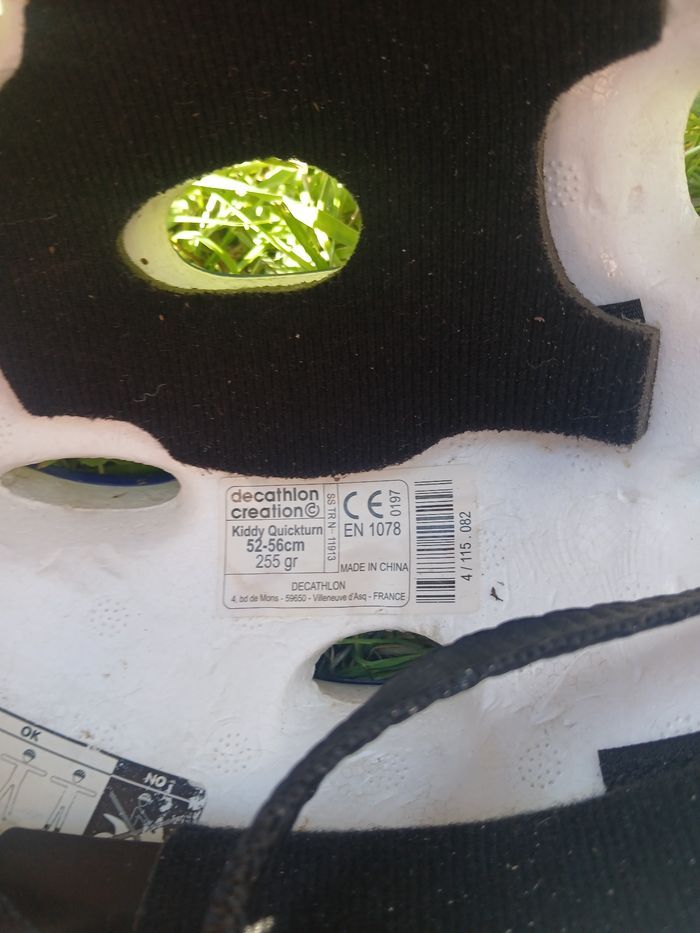 decathlon
creation©
Kiddy Quickturn
52-56cm
255 gr
SS TR N- 11913
CE 0197
EN 1078
MADE IN CHINA
DECATHLON
4, bd de Mons - 59650 - Villeneuve d'Asq - FRANCE
4 / 115 . 082
OK
NO !